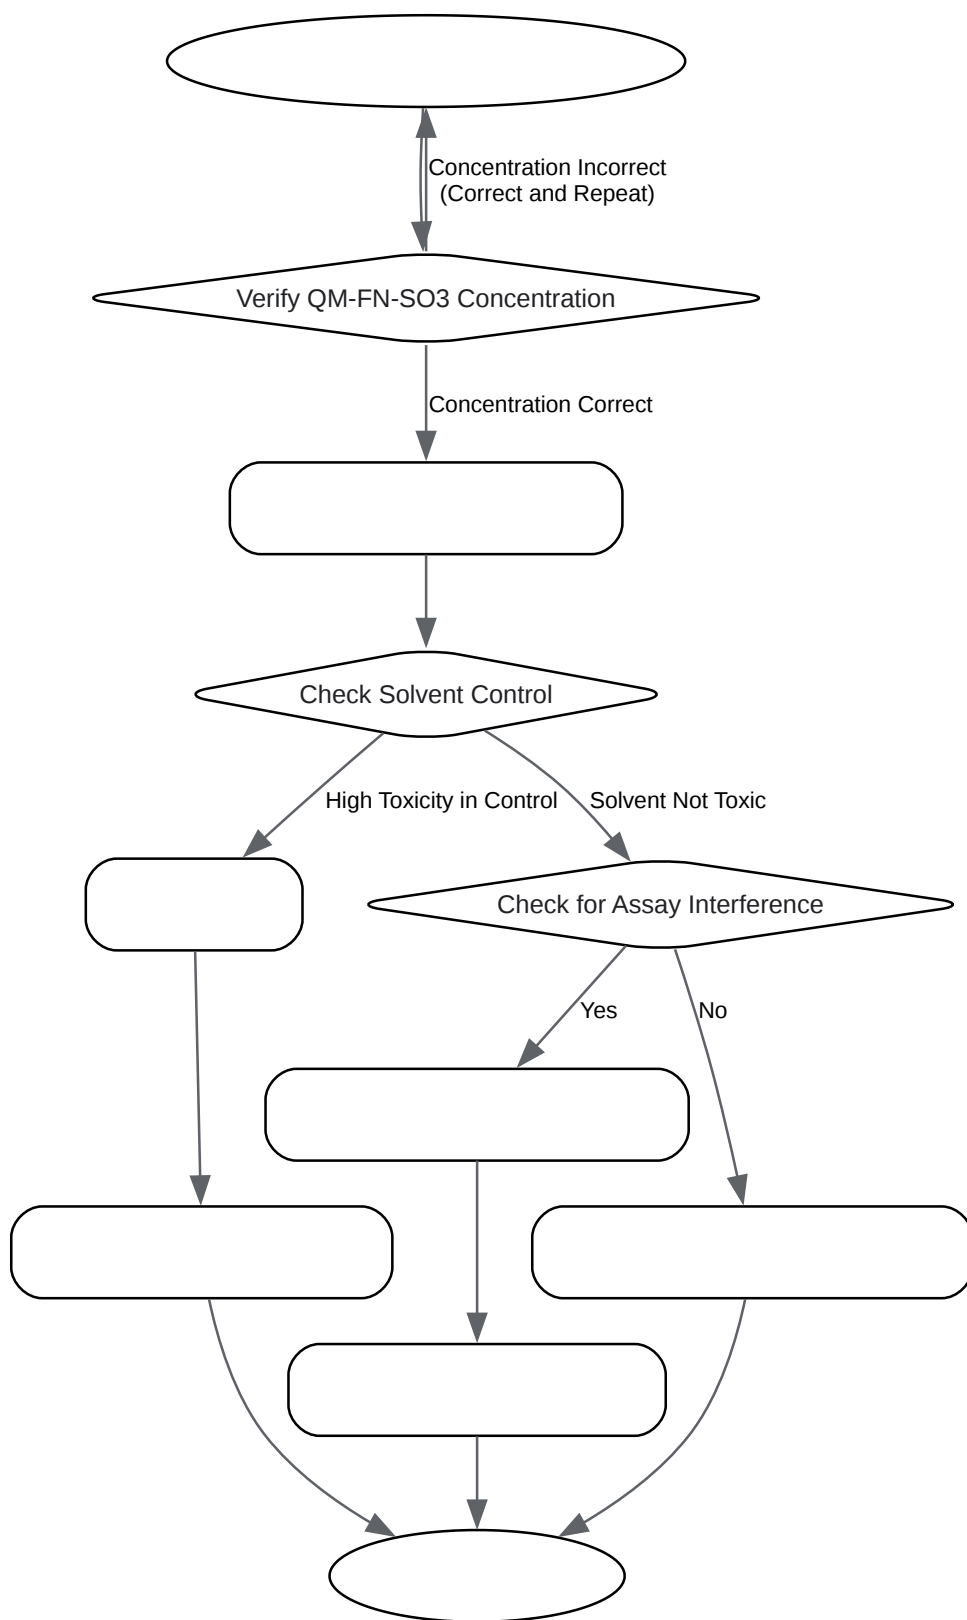 Concentration Incorrect
(Correct and Repeat)
Verify QM-FN-SO3 Concentration
Concentration Correct
Check Solvent Control
High Toxicity in Control
Solvent Not Toxic
Check for Assay Interference
Yes
No